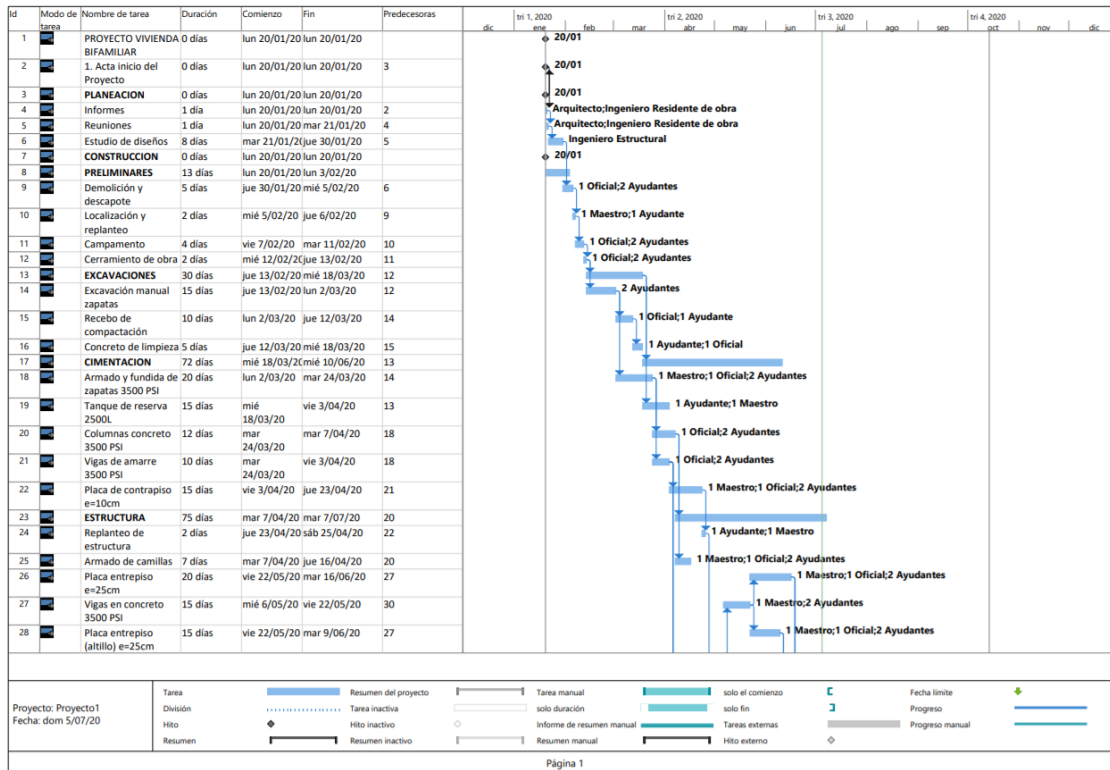 Id Modo de tarea Nombre de tarea Duración Comienzo Fin Predecesoras
tri 1, 2020 tri 2, 2020 tri 3, 2020 tri 4, 2020
dic ene feb mar abr may jun jul ago sep oct nov dic
1 PROYECTO VIVIENDA BIFAMILIAR 0 días lun 20/01/20 lun 20/01/20 20/01
2 1. Acta inicio del Proyecto 0 días lun 20/01/20 lun 20/01/20 3 20/01
3 PLANEACION 0 días lun 20/01/20 lun 20/01/20 20/01
4 Informes 1 día lun 20/01/20 lun 20/01/20 2 Arquitecto;Ingeniero Residente de obra
5 Reuniones 1 día lun 20/01/20 mar 21/01/20 4 Arquitecto;Ingeniero Residente de obra
6 Estudio de diseños 8 días mar 21/01/20 jue 30/01/20 5 Ingeniero Estructural
7 CONSTRUCCION 0 días lun 20/01/20 lun 20/01/20 20/01
8 PRELIMINARES 13 días lun 20/01/20 lun 3/02/20
9 Demolición y descapote 5 días jue 30/01/20 mié 5/02/20 6 1 Oficial;2 Ayudantes
10 Localización y replanteo 2 días mié 5/02/20 jue 6/02/20 9 1 Maestro;1 Ayudante
11 Campamento 4 días vie 7/02/20 mar 11/02/20 10 1 Oficial;2 Ayudantes
12 Cerramiento de obra 2 días mié 12/02/20 jue 13/02/20 11 1 Oficial;2 Ayudantes
13 EXCAVACIONES 30 días jue 13/02/20 mié 18/03/20 12
14 Excavación manual zapatas 15 días jue 13/02/20 lun 2/03/20 12 2 Ayudantes
15 Recebo de compactación 10 días lun 2/03/20 jue 12/03/20 14 1 Oficial;1 Ayudante
16 Concreto de limpieza 5 días jue 12/03/20 mié 18/03/20 15 1 Ayudante;1 Oficial
17 CIMENTACION 72 días mié 18/03/20 mié 10/06/20 13
18 Armado y fundida de zapatas 3500 PSI 20 días lun 2/03/20 mar 24/03/20 14 1 Maestro;1 Oficial;2 Ayudantes
19 Tanque de reserva 2500L 15 días mié 18/03/20 vie 3/04/20 13 1 Ayudante;1 Maestro
20 Columnas concreto 3500 PSI 12 días mar 24/03/20 mar 7/04/20 18 1 Oficial;2 Ayudantes
21 Vigas de amarre 3500 PSI 10 días mar 24/03/20 vie 3/04/20 18 1 Oficial;2 Ayudantes
22 Placa de contrapiso e=10cm 15 días vie 3/04/20 jue 23/04/20 21 1 Maestro;1 Oficial;2 Ayudantes
23 ESTRUCTURA 75 días mar 7/04/20 mar 7/07/20 20
24 Replanteo de estructura 2 días jue 23/04/20 sáb 25/04/20 22 1 Ayudante;1 Maestro
25 Armado de camillas 7 días mar 7/04/20 jue 16/04/20 20 1 Maestro;1 Oficial;2 Ayudantes
26 Placa entrepiso e=25cm 20 días vie 22/05/20 mar 16/06/20 27 1 Maestro;1 Oficial;2 Ayudantes
27 Vigas en concreto 3500 PSI 15 días mié 6/05/20 vie 22/05/20 30 1 Maestro;2 Ayudantes
28 Placa entrepiso (altillo) e=25cm 15 días vie 22/05/20 mar 9/06/20 27 1 Maestro;1 Oficial;2 Ayudantes
Proyecto: Proyecto1
Fecha: dom 5/07/20
Tarea Resumen del proyecto Tarea manual solo el comienzo Fecha límite
División Tarea inactiva solo duración solo fin Progreso
Hito Hito inactivo Informe de resumen manual Tareas externas Progreso manual
Resumen Resumen inactivo Resumen manual Hito externo
Página 1